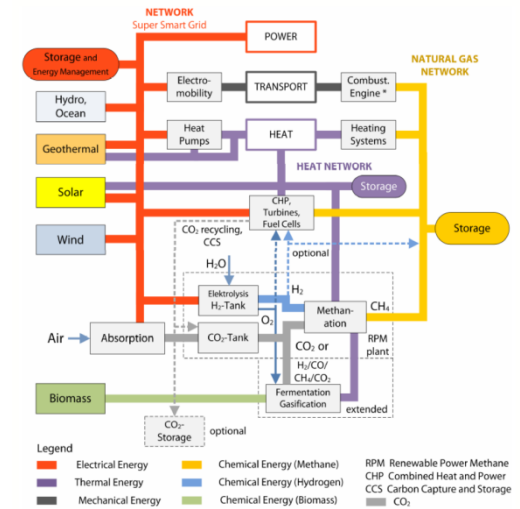 NETWORK
Super Smart Grid
POWER
Storage and
Energy Management
NATURAL GAS
NETWORK
Electro-
mobility
TRANSPORT
Combust.
Engine *
Hydro,
Ocean
Heat
Pumps
HEAT
Heating
Systems
Geothermal
HEAT NETWORK
Solar
Storage
CHP,
Turbines,
Fuel Cells
Storage
CO2 recycling,
CCS
Wind
optional
H2O
Elektrolysis
H2-Tank
H2
Methan-
ation
CH4
O2
Air
Absorption
CO2-Tank
CO2 or
RPM
plant
H2/CO/
CH4/CO2
Biomass
Fermentation
Gasification
extended
CO2-
Storage
optional
Legend
Electrical Energy
Thermal Energy
Mechanical Energy
Chemical Energy (Methane)
Chemical Energy (Hydrogen)
Chemical Energy (Biomass)
RPM Renewable Power Methane
CHP Combined Heat and Power
CCS Carbon Capture and Storage
CO2